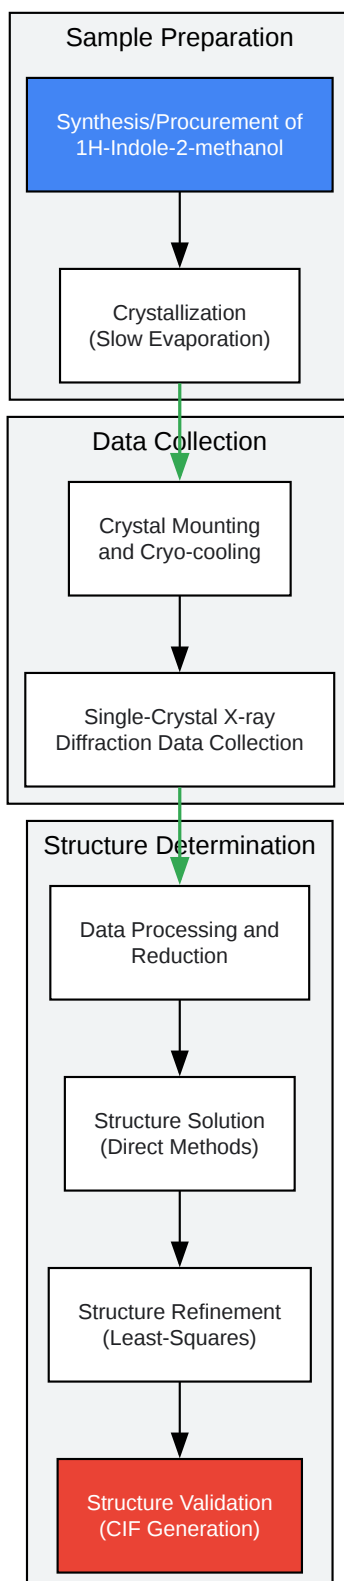 Sample Preparation
Synthesis/Procurement of
1H-Indole-2-methanol
Crystallization
(Slow Evaporation)
Data Collection
Crystal Mounting
and Cryo-cooling
Single-Crystal X-ray
Diffraction Data Collection
Structure Determination
Data Processing and
Reduction
Structure Solution
(Direct Methods)
Structure Refinement
(Least-Squares)
Structure Validation
(CIF Generation)